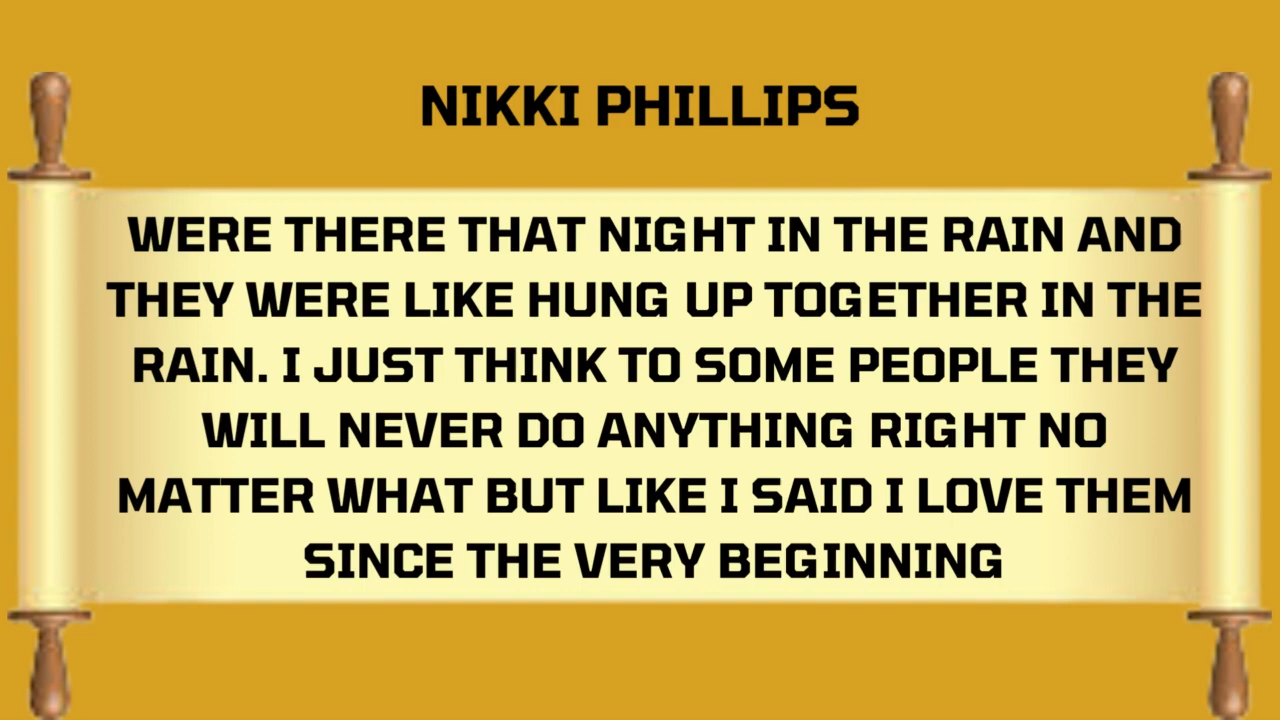 NIKKI PHILLIPS
WERE THERE THAT NIGHT IN THE RAIN AND
THEY WERE LIKE HUNG UP TOGETHER IN THE
RAIN. I JUST THINK TO SOME PEOPLE THEY
WILL NEVER DO ANYTHING RIGHT NO
MATTER WHAT BUT LIKE I SAID I LOVE THEM
SINCE THE VERY BEGINNING